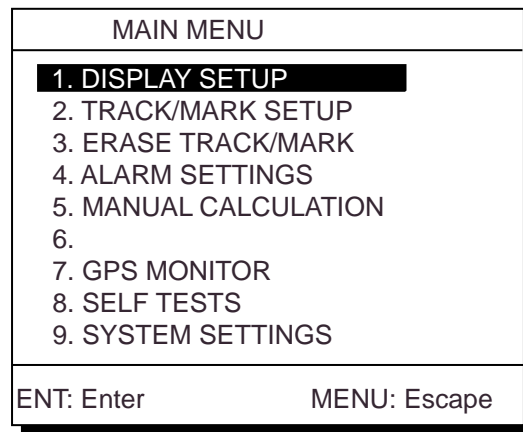 MAIN MENU
1. DISPLAY SETUP
2. TRACK/MARK SETUP
3. ERASE TRACK/MARK
4. ALARM SETTINGS
5. MANUAL CALCULATION
6.
7. GPS MONITOR
8. SELF TESTS
9. SYSTEM SETTINGS
ENT: Enter MENU: Escape